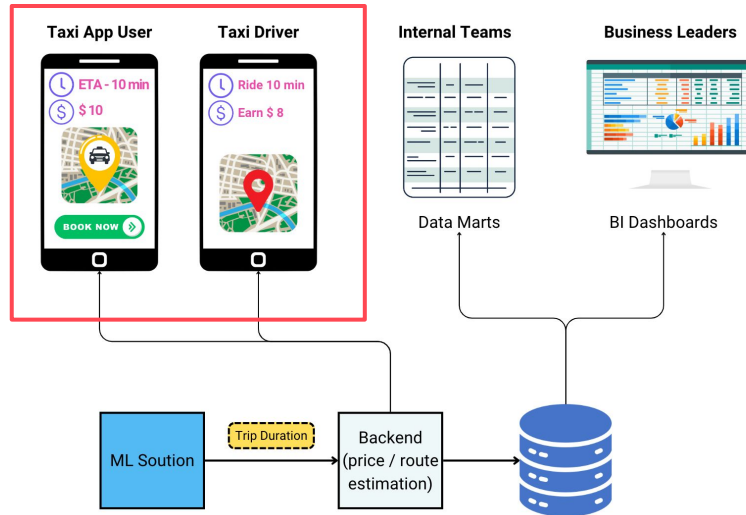 Taxi App User
Taxi Driver
Internal Teams
Business Leaders
ETA - 10 min
$ 10
BOOK NOW
Ride 10 min
Earn $ 8
Data Marts
BI Dashboards
ML Soution
Trip Duration
Backend
(price / route
estimation)